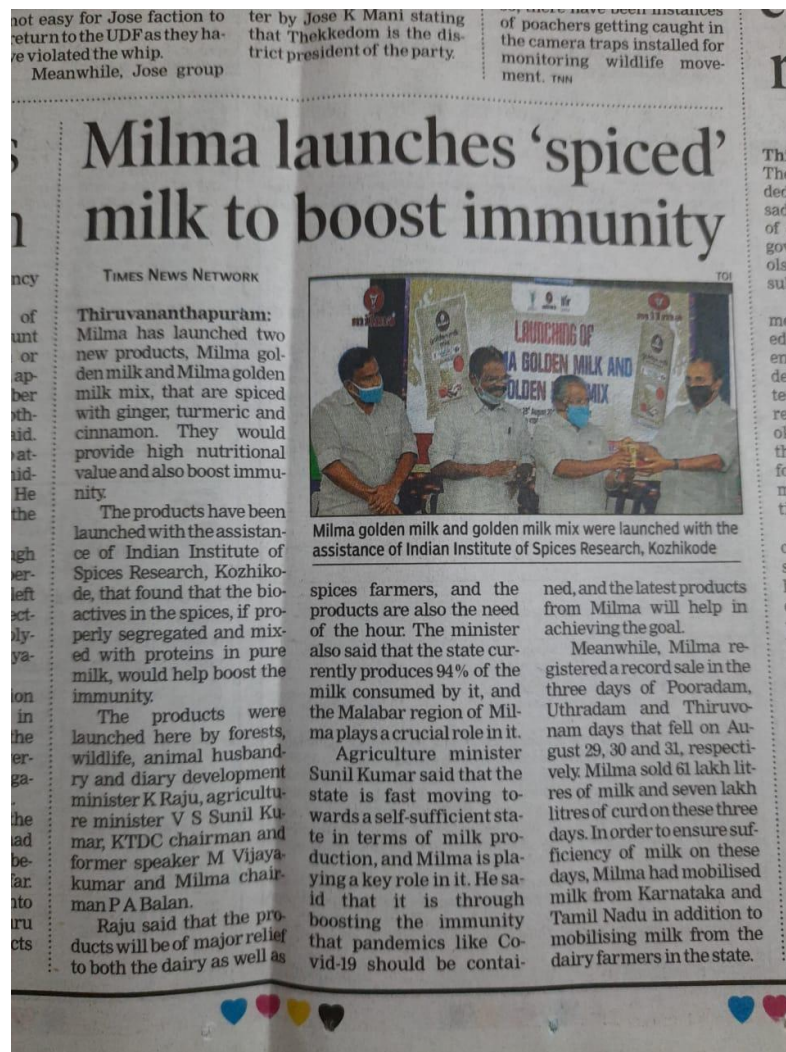 not easy for Jose faction to
return to the UDF as they ha-
ve violated the whip.
Meanwhile, Jose group
ter by Jose K Mani stating
that Thekkedom is the dis-
trict president of the party.
of poachers getting caught in
the camera traps installed for
monitoring wildlife move-
ment. TNN
Milma launches ‘spiced’
milk to boost immunity
TIMES NEWS NETWORK
Thiruvananthapuram:
Milma has launched two
new products, Milma gol-
den milk and Milma golden
milk mix, that are spiced
with ginger, turmeric and
cinnamon. They would
provide high nutritional
value and also boost immu-
nity.
The products have been
launched with the assistan-
ce of Indian Institute of
Spices Research, Kozhiko-
de, that found that the bio-
actives in the spices, if pro-
perly segregated and mix-
ed with proteins in pure
milk, would help boost the
immunity.
The products were
launched here by forests,
wildlife, animal husband-
ry and diary development
minister K Raju, agricultu-
re minister V S Sunil Ku-
mar, KTDC chairman and
former speaker M Vijaya-
kumar and Milma chair-
man P A Balan.
Raju said that the pro-
ducts will be of major relief
to both the dairy as well as
TOI
LAUNCHING OF
MA GOLDEN MILK AND
OLDEN MIX
Milma golden milk and golden milk mix were launched with the
assistance of Indian Institute of Spices Research, Kozhikode
spices farmers, and the
products are also the need
of the hour. The minister
also said that the state cur-
rently produces 94% of the
milk consumed by it, and
the Malabar region of Mil-
ma plays a crucial role in it.
Agriculture minister
Sunil Kumar said that the
state is fast moving to-
wards a self-sufficient sta-
te in terms of milk pro-
duction, and Milma is pla-
ying a key role in it. He sa-
id that it is through
boosting the immunity
that pandemics like Co-
vid-19 should be contai-
ned, and the latest products
from Milma will help in
achieving the goal.
Meanwhile, Milma re-
gistered a record sale in the
three days of Pooradam,
Uthradam and Thiruvo-
nam days that fell on Au-
gust 29, 30 and 31, respecti-
vely. Milma sold 61 lakh lit-
res of milk and seven lakh
litres of curd on these three
days. In order to ensure suf-
ficiency of milk on these
days, Milma had mobilised
milk from Karnataka and
Tamil Nadu in addition to
mobilising milk from the
dairy farmers in the state.